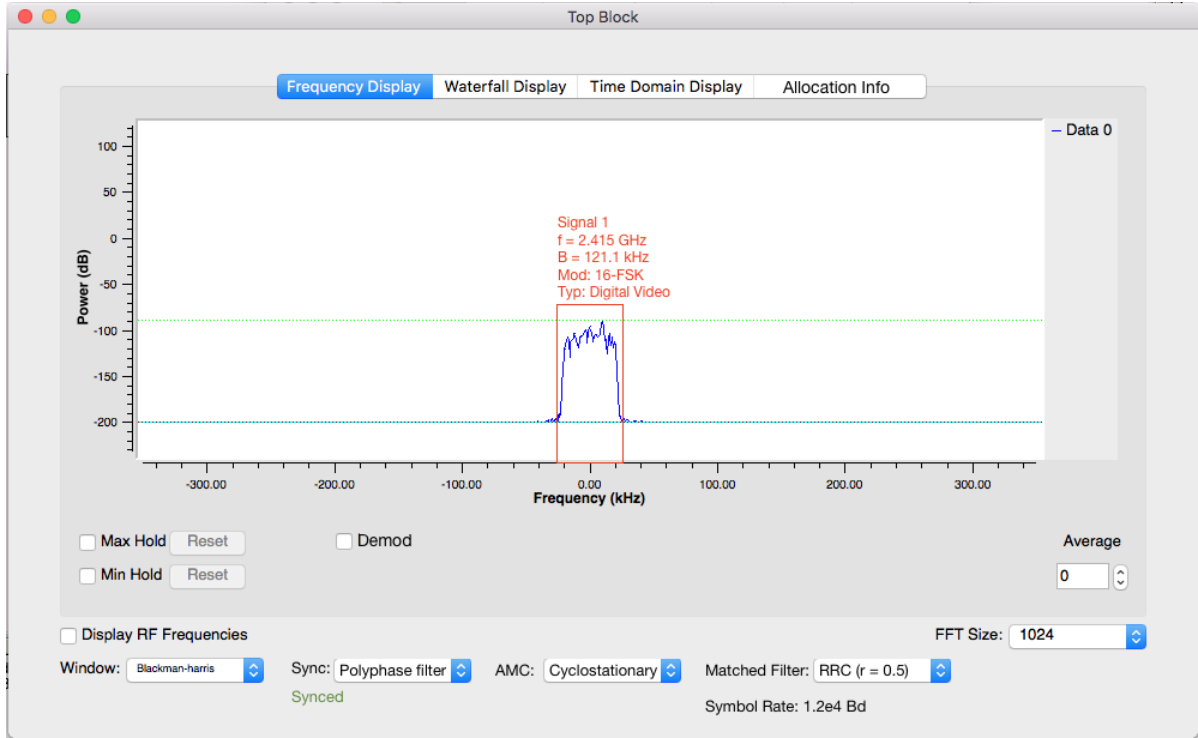 Top Block
Frequency Display Waterfall Display Time Domain Display Allocation Info
Data 0
100
50
0
-50
-100
-150
-200
Power (dB)
Signal 1
f = 2.415 GHz
B = 121.1 kHz
Mod: 16-FSK
Typ: Digital Video
-300.00 -200.00 -100.00 0.00 100.00 200.00 300.00
Frequency (kHz)
Max Hold Reset Demod Average
Min Hold Reset 0
Display RF Frequencies FFT Size: 1024
Window: Blackman-harris Sync: Polyphase filter AMC: Cyclostationary Matched Filter: RRC (r = 0.5)
Synced
Symbol Rate: 1.2e4 Bd